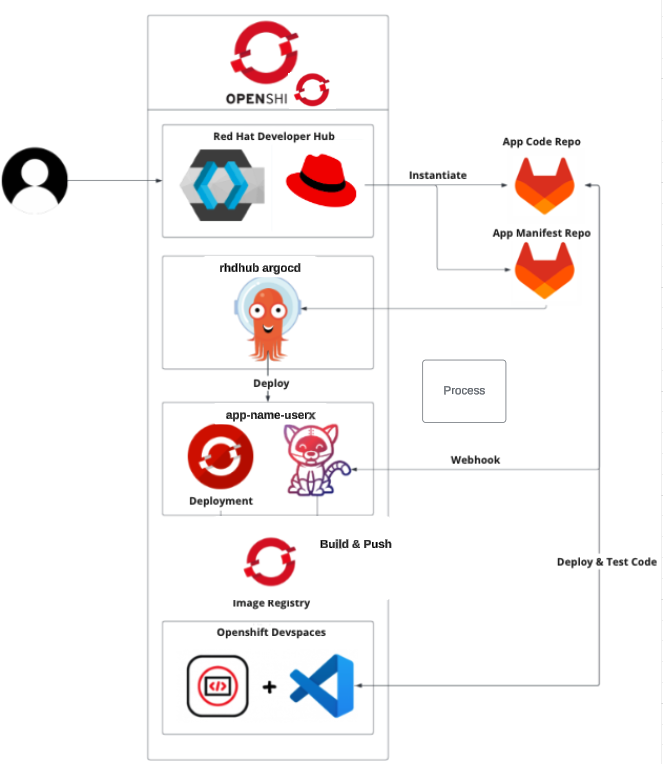 OPENSHI
Red Hat Developer Hub
App Code Repo
Instantiate
App Manifest Repo
rhdhub argocd
Deploy
Process
app-name-userx
Webhook
Deployment
Build & Push
Deploy & Test Code
Image Registry
Openshift Devspaces